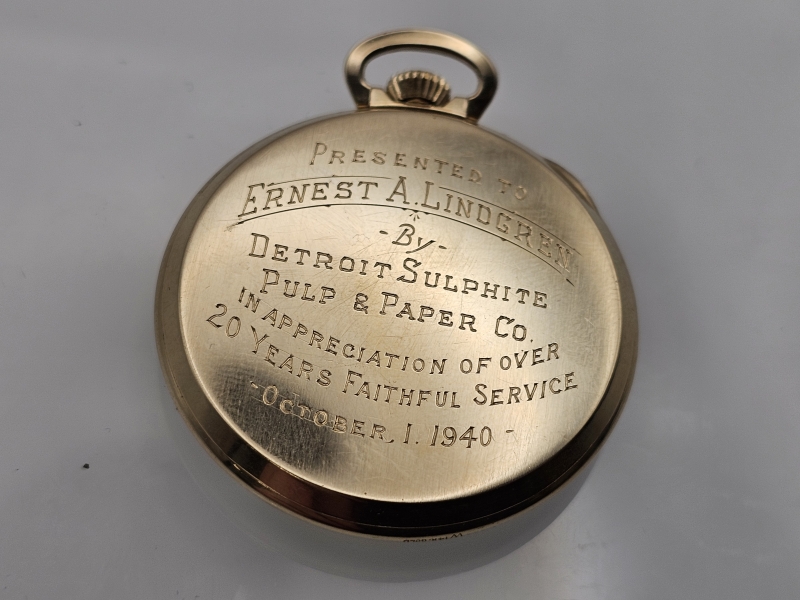 PRESENTED TO
ERNEST A. LINDGREN
-By-
DETROIT SULPHITE
PULP & PAPER CO.
IN APPRECIATION OF OVER
20 YEARS FAITHFUL SERVICE
-OCTOBER, 1. 1940-